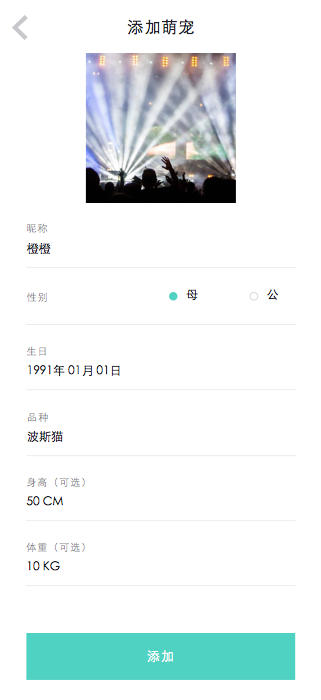 添加萌宠
昵称
橙橙
性别
母
公
生日
1991年 01月 01日
品种
波斯猫
身高（可选）
50 CM
体重（可选）
10 KG
添加